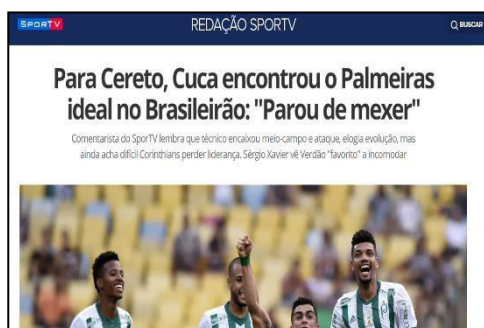 SPORTV
REDAÇÃO SPORTV
BUSCAR
Para Cereto, Cuca encontrou o Palmeiras
ideal no Brasileirão: "Parou de mexer"
Comentarista do SporTV lembra que técnico encaixou meio-campo e ataque, elogia evolução, mas
ainda acha difícil Corinthians perder liderança. Sérgio Xavier vê Verdão "favorito" a incomodar